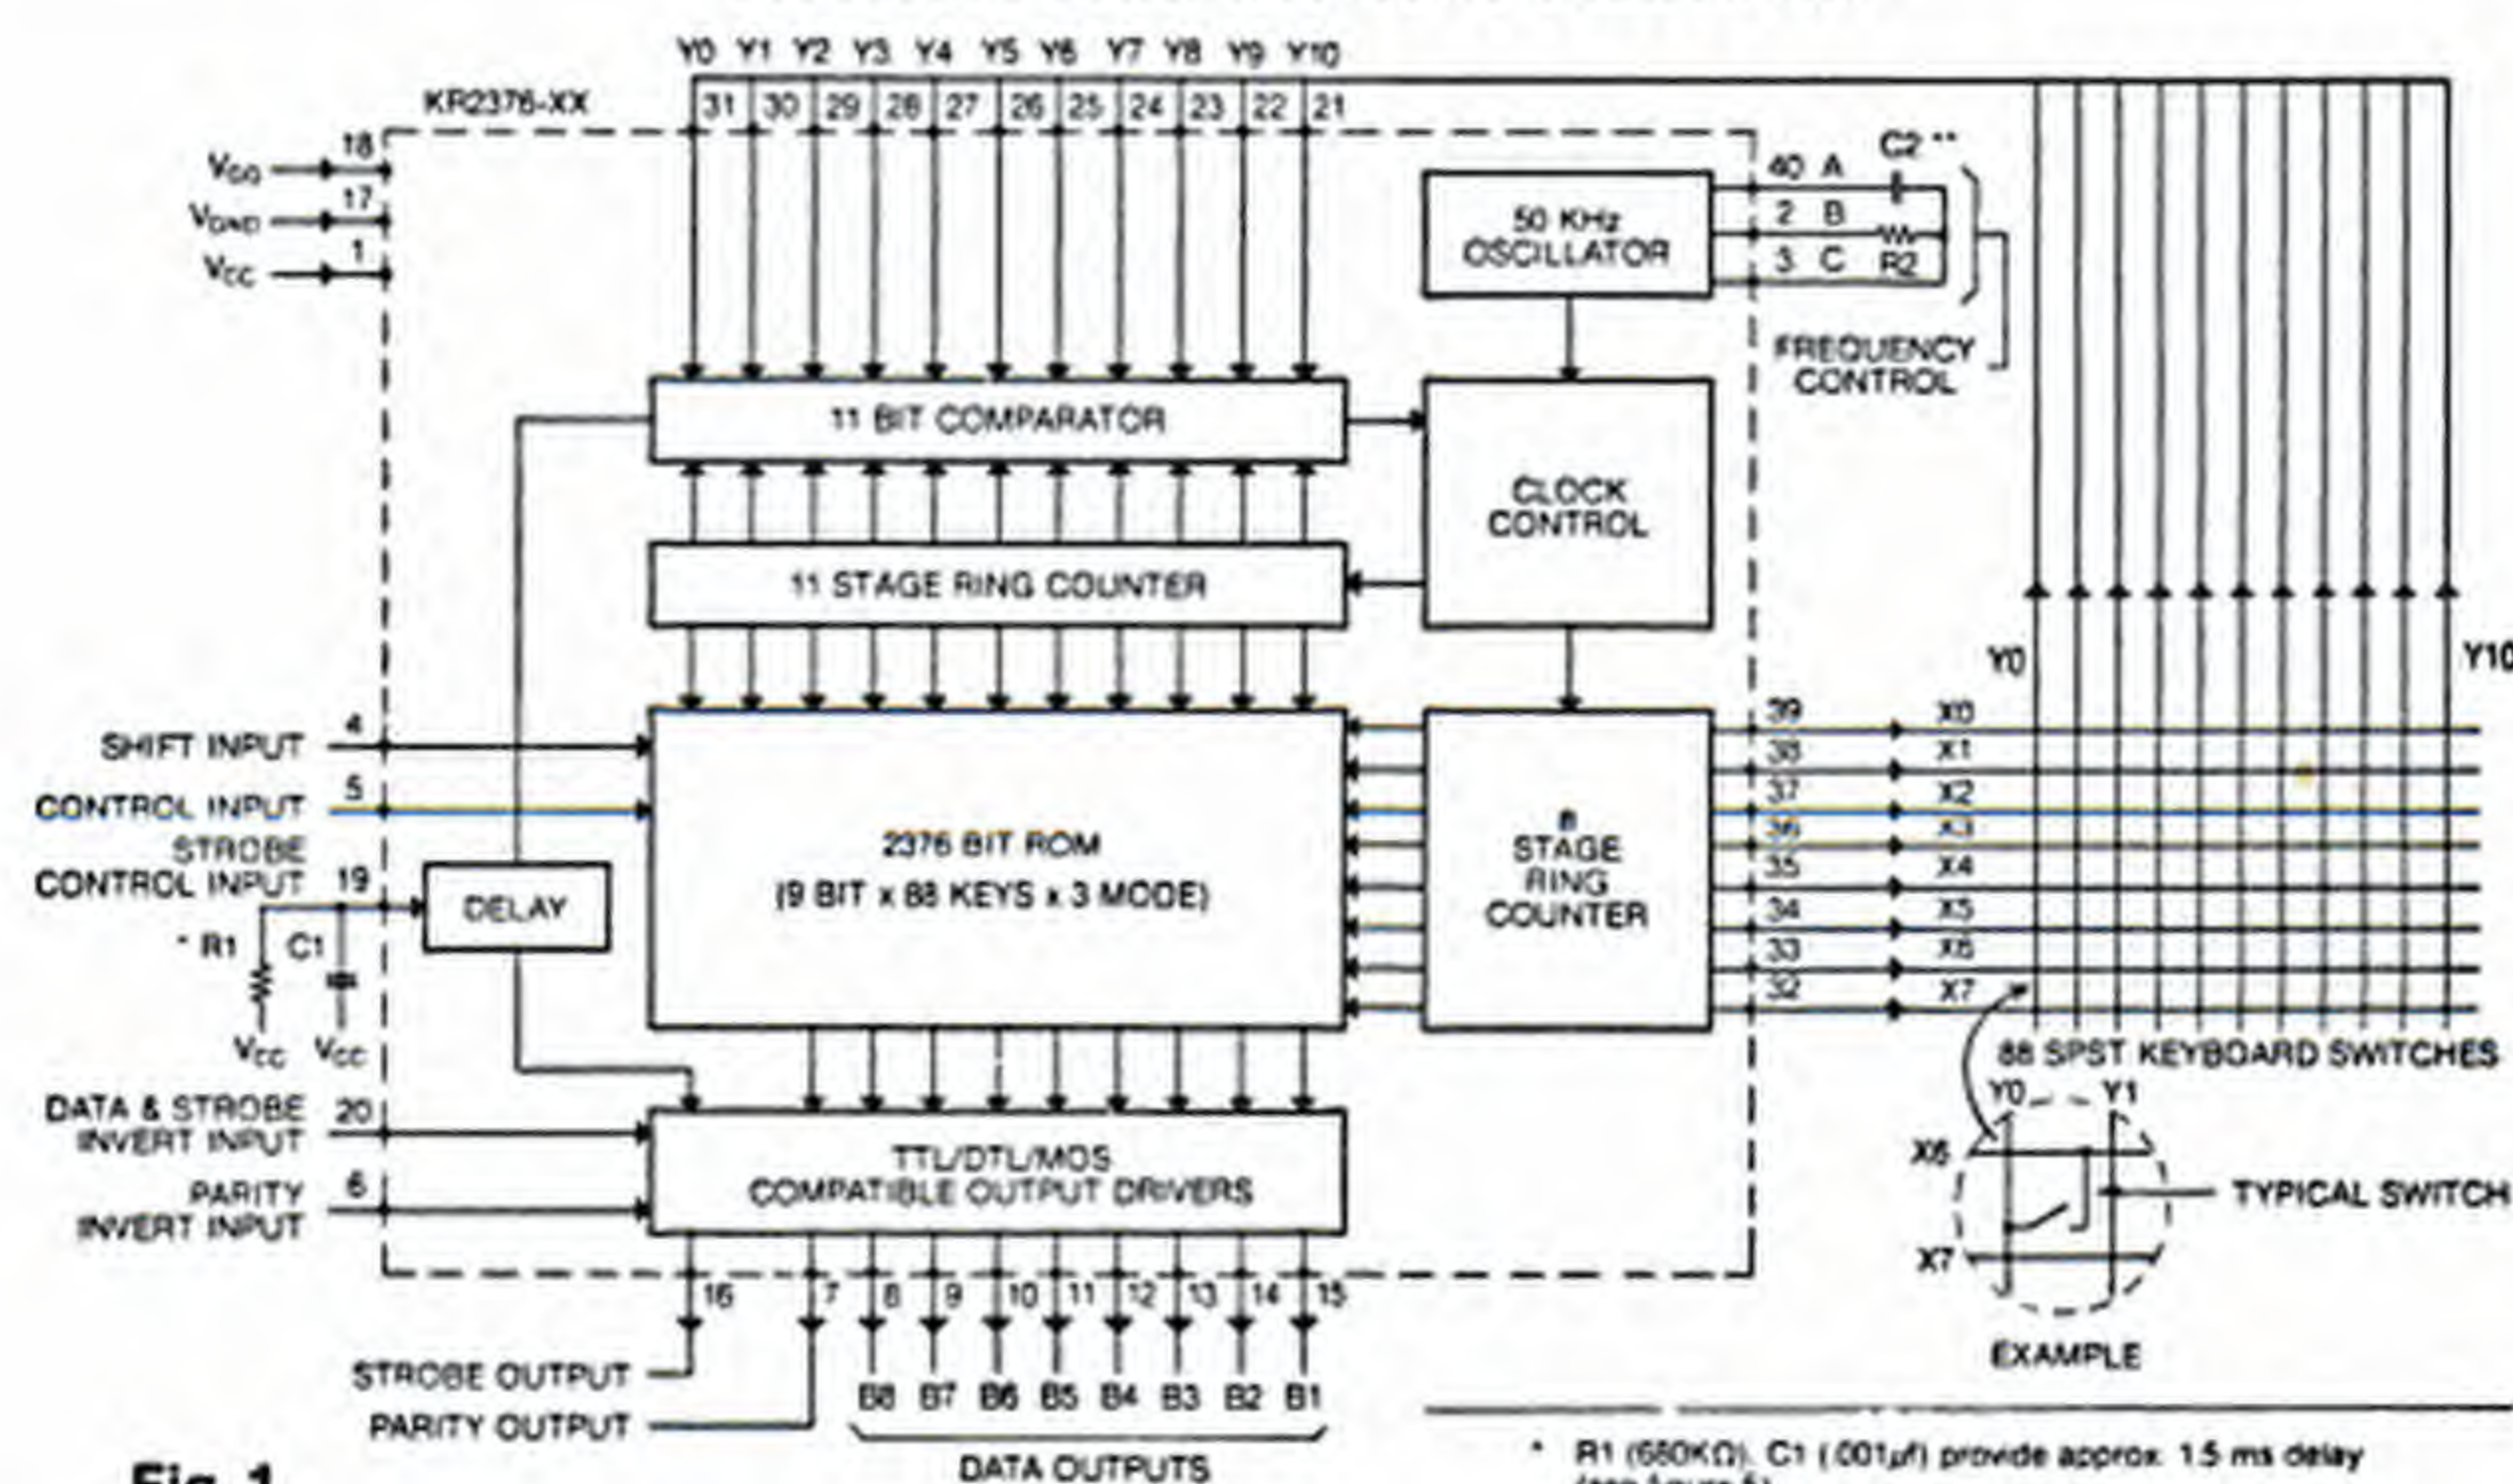 Y0 Y1 Y2 Y3 Y4 Y5 Y6 Y7 Y8 Y9 Y10
KR2376-XX
31 30 29 28 27 26 25 24 23 22 21
18
VGG
17
VGND
1
VCC
40 A C2 **
2 B
3 C R2
50 KHz
OSCILLATOR
FREQUENCY
CONTROL
11 BIT COMPARATOR
CLOCK
CONTROL
11 STAGE RING COUNTER
Y0 Y10
SHIFT INPUT 4
CONTROL INPUT 5
STROBE
CONTROL INPUT 19
DELAY
* R1 C1
VCC VCC
2376 BIT ROM
(9 BIT x 88 KEYS x 3 MODE)
8
STAGE
RING
COUNTER
39 X0
38 X1
37 X2
36 X3
35 X4
34 X5
33 X6
32 X7
88 SPST KEYBOARD SWITCHES
Y0 Y1
X6
TYPICAL SWITCH
X7
EXAMPLE
DATA & STROBE
INVERT INPUT 20
PARITY
INVERT INPUT 6
TTL/DTL/MOS
COMPATIBLE OUTPUT DRIVERS
16 7 8 9 10 11 12 13 14 15
STROBE OUTPUT
PARITY OUTPUT
B8 B7 B6 B5 B4 B3 B2 B1
DATA OUTPUTS
* R1 (680KΩ), C1 (.001µf) provide approx. 1.5 ms delay
Fig. 1